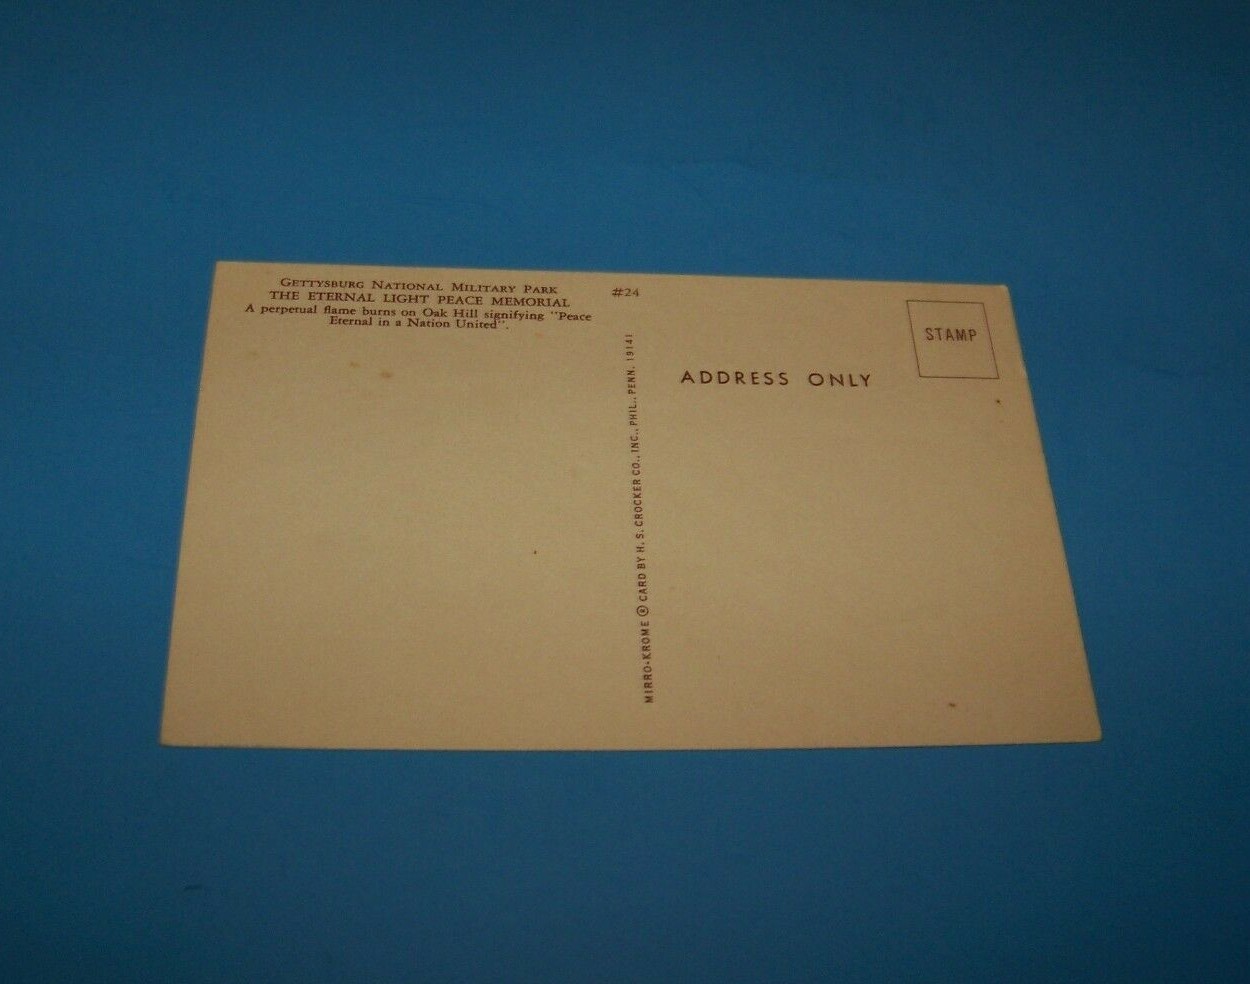 GETTYSBURG NATIONAL MILITARY PARK
THE ETERNAL LIGHT PEACE MEMORIAL
A perpetual flame burns on Oak Hill signifying "Peace
Eternal in a Nation United".
#24
STAMP
ADDRESS ONLY
MIRRO-KROME ® CARD BY H. S. CROCKER CO., INC., PHIL., PENN. 19141